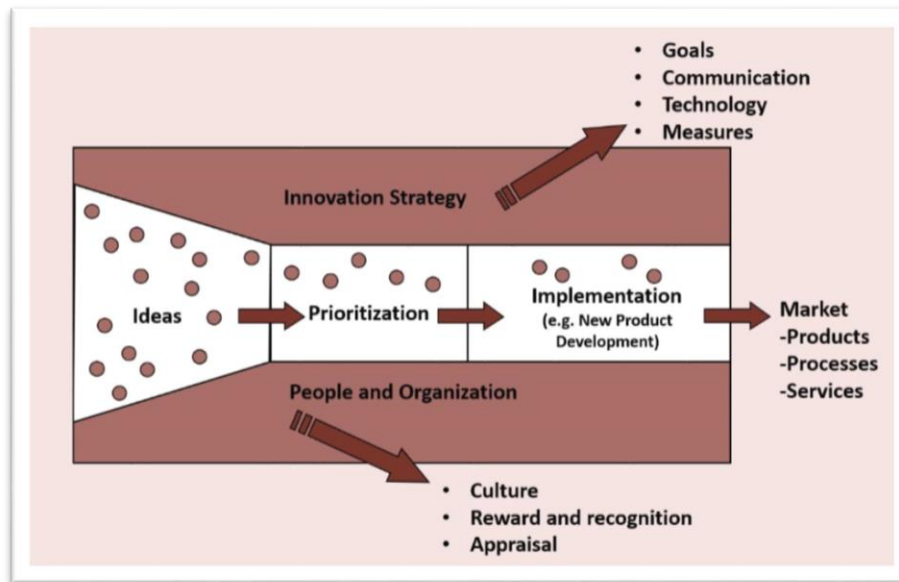 • Goals
• Communication
• Technology
• Measures
Innovation Strategy
Ideas
Prioritization
Implementation
(e.g. New Product
Development)
Market
-Products
-Processes
-Services
People and Organization
• Culture
• Reward and recognition
• Appraisal